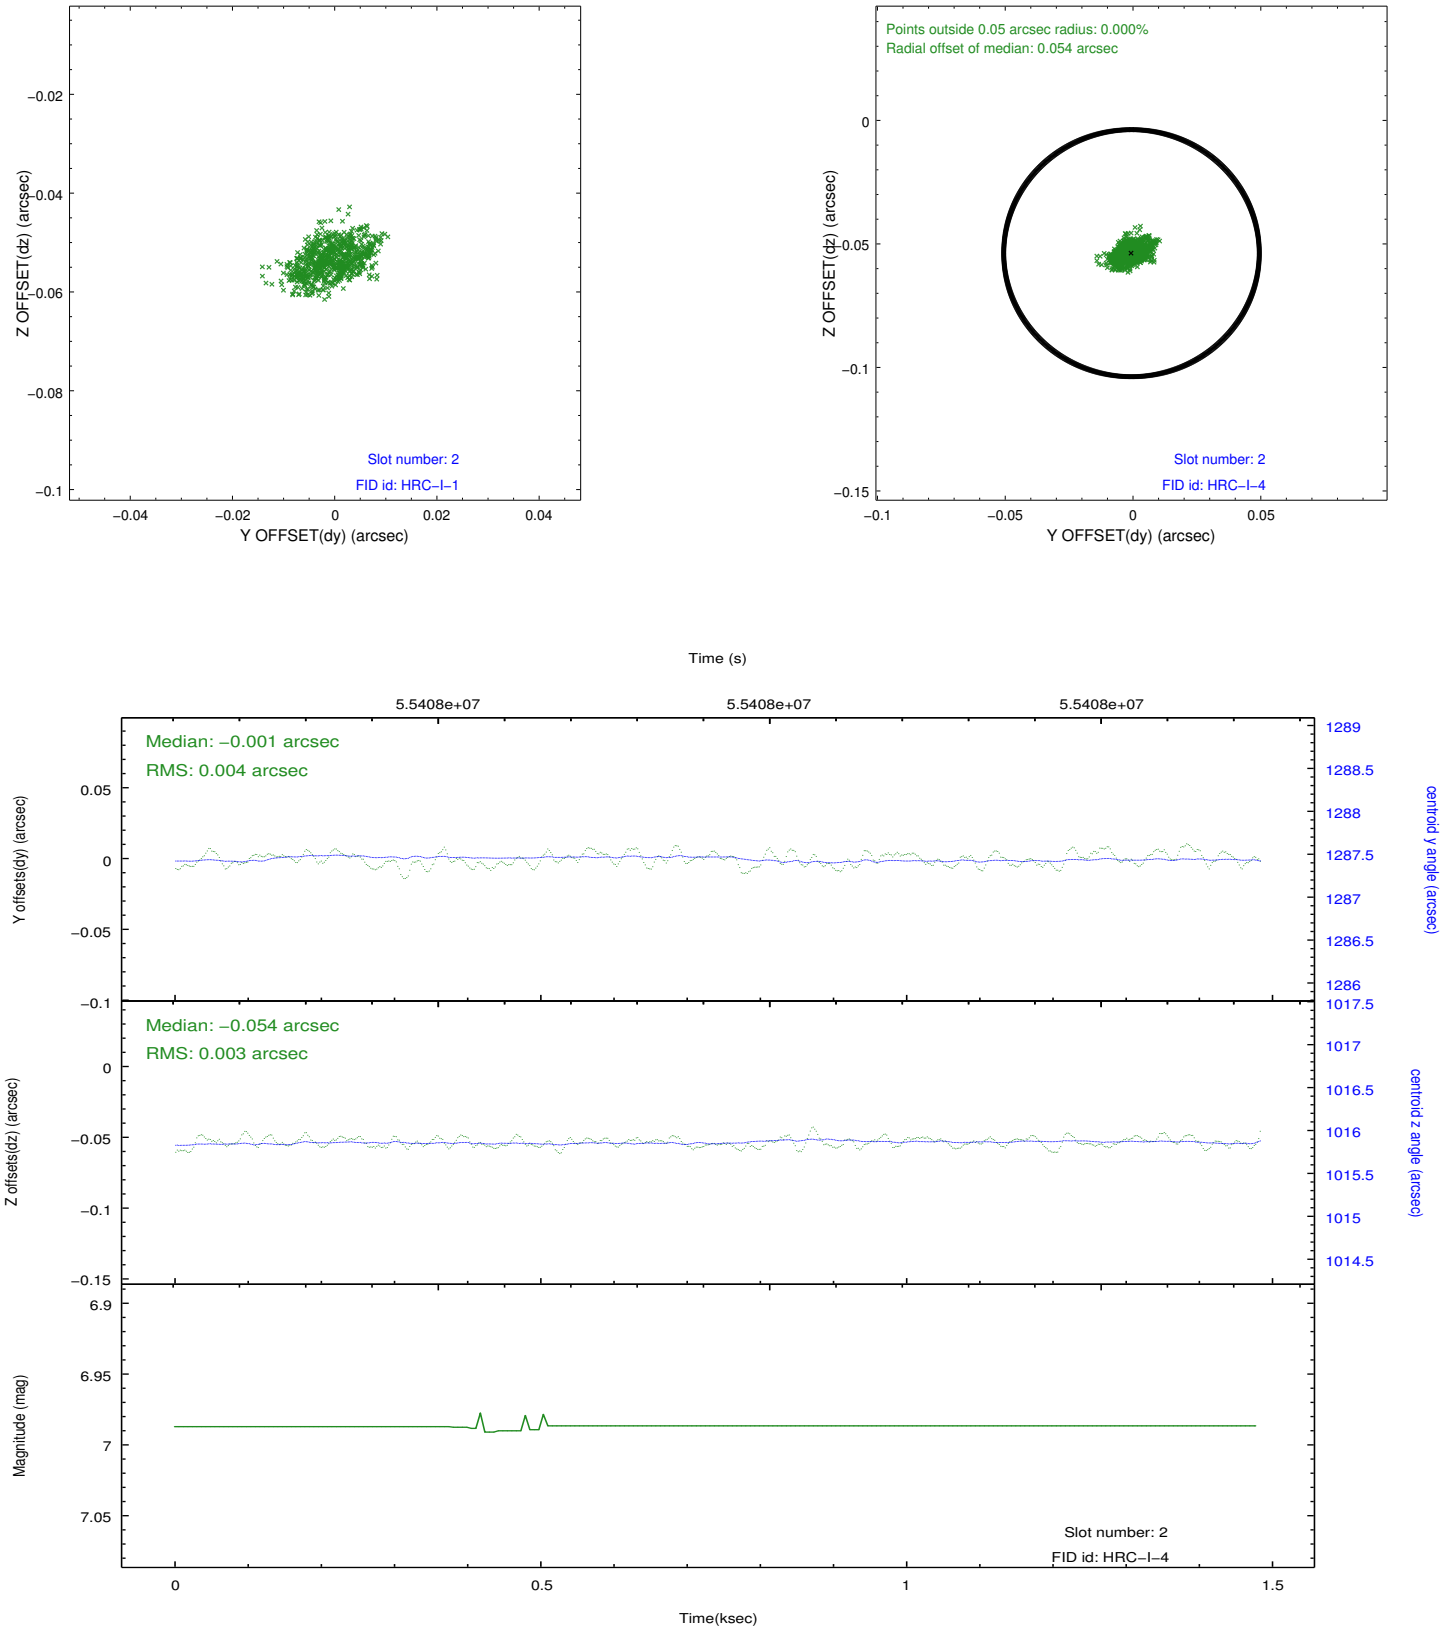 −0.02
−0.04
−0.06
−0.08
−0.1
Z OFFSET(dz) (arcsec)
Slot number: 2
FID id: HRC−I−1
−0.04
−0.02
0
0.02
0.04
Y OFFSET(dy) (arcsec)
Points outside 0.05 arcsec radius: 0.000%
Radial offset of median: 0.054 arcsec
0
−0.05
−0.1
−0.15
Z OFFSET(dz) (arcsec)
Slot number: 2
FID id: HRC−I−4
−0.1
−0.05
0
0.05
Y OFFSET(dy) (arcsec)
Time (s)
5.5408e+07
5.5408e+07
5.5408e+07
Median: −0.001 arcsec
RMS: 0.004 arcsec
0.05
0
−0.05
−0.1
Y offsets(dy) (arcsec)
1289
1288.5
1288
1287.5
1287
1286.5
1286
centroid y angle (arcsec)
Median: −0.054 arcsec
RMS: 0.003 arcsec
0
−0.05
−0.1
−0.15
Z offsets(dz) (arcsec)
1017.5
1017
1016.5
1016
1015.5
1015
1014.5
centroid z angle (arcsec)
6.9
6.95
7
7.05
Magnitude (mag)
Slot number: 2
FID id: HRC−I−4
0
0.5
1
1.5
Time(ksec)